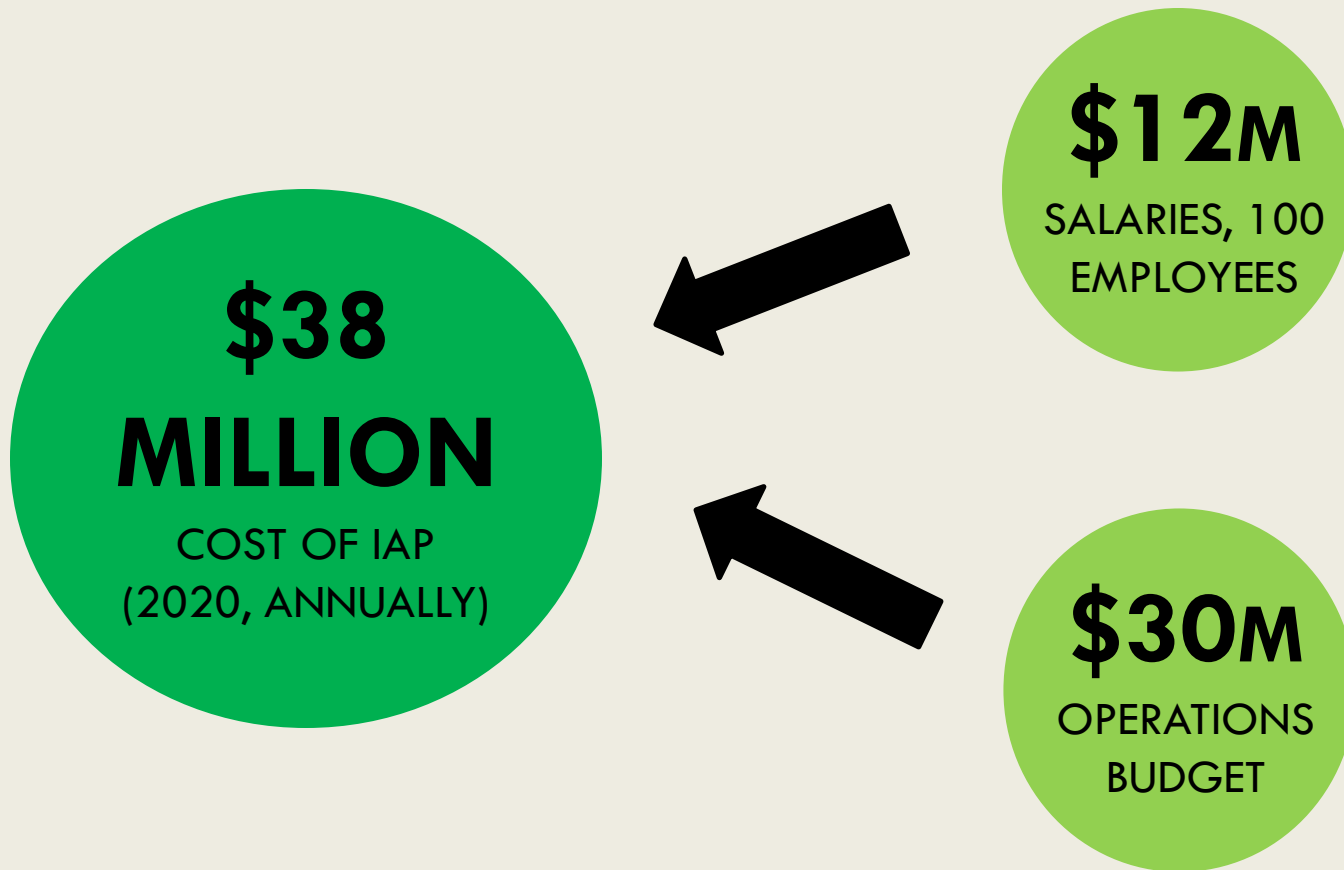 $38
MILLION
COST OF IAP
(2020, ANNUALLY)
$12M
SALARIES, 100
EMPLOYEES
$30M
OPERATIONS
BUDGET